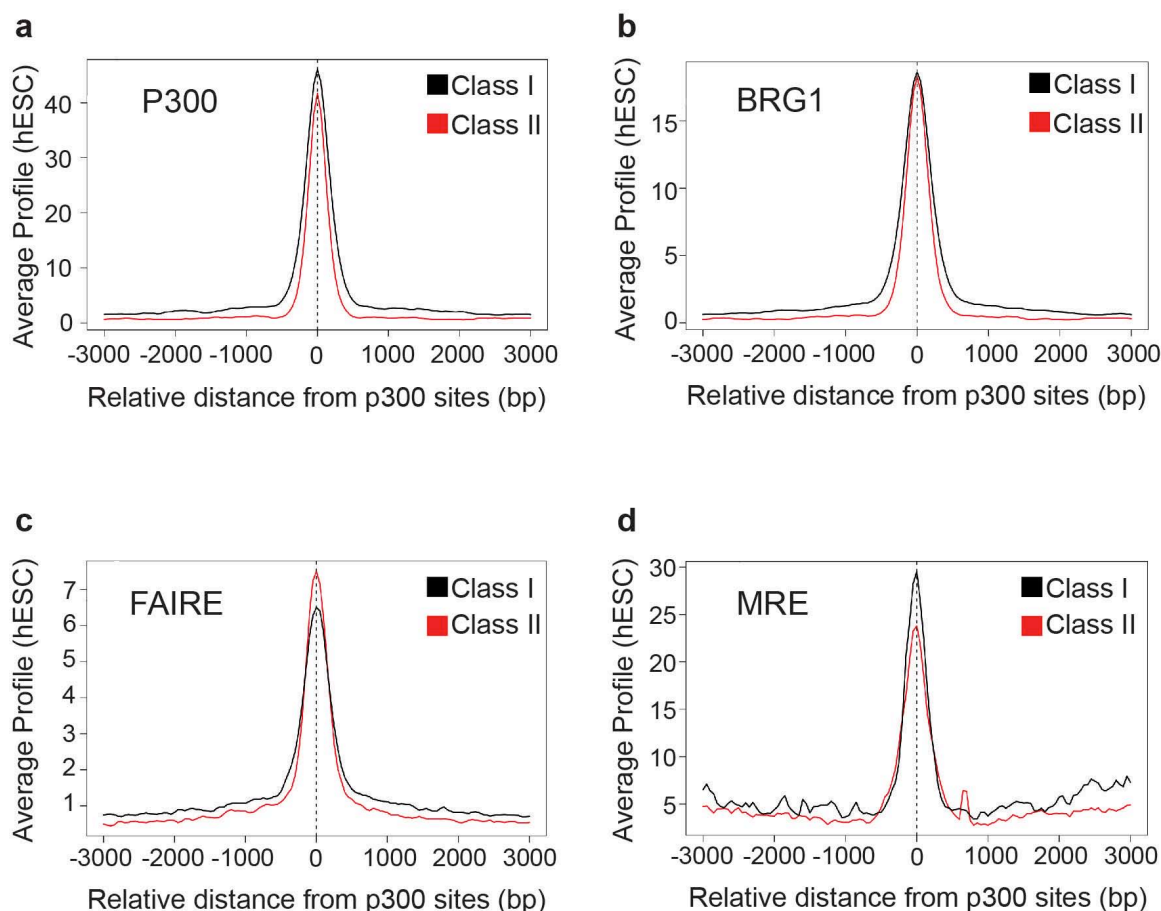 a
Average Profile (hESC)
P300
Class I
Class II
40
30
20
10
0
-3000 -2000 -1000 0 1000 2000 3000
Relative distance from p300 sites (bp)
b
Average Profile (hESC)
BRG1
Class I
Class II
15
10
5
0
-3000 -2000 -1000 0 1000 2000 3000
Relative distance from p300 sites (bp)
c
Average Profile (hESC)
FAIRE
Class I
Class II
7
6
5
4
3
2
1
-3000 -2000 -1000 0 1000 2000 3000
Relative distance from p300 sites (bp)
d
Average Profile (hESC)
MRE
Class I
Class II
30
25
20
15
10
5
-3000 -2000 -1000 0 1000 2000 3000
Relative distance from p300 sites (bp)